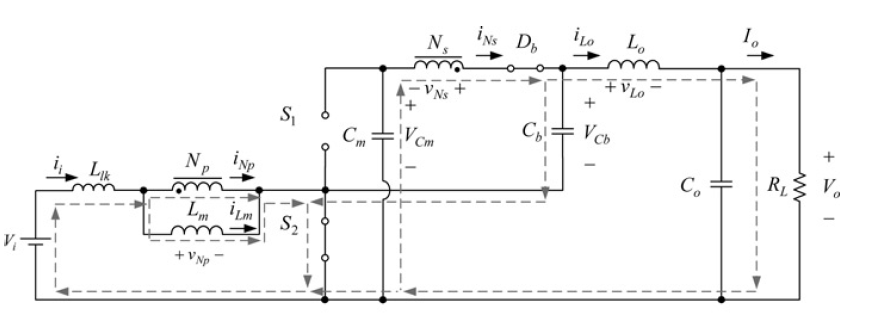 N_s i_Ns D_b i_Lo L_o I_o
− v_Ns + + v_Lo −
S_1 C_m + V_Cm − C_b + V_Cb −
i_i L_lk N_p i_Np
L_m i_Lm S_2 C_o R_L + V_o −
V_i + v_Np −